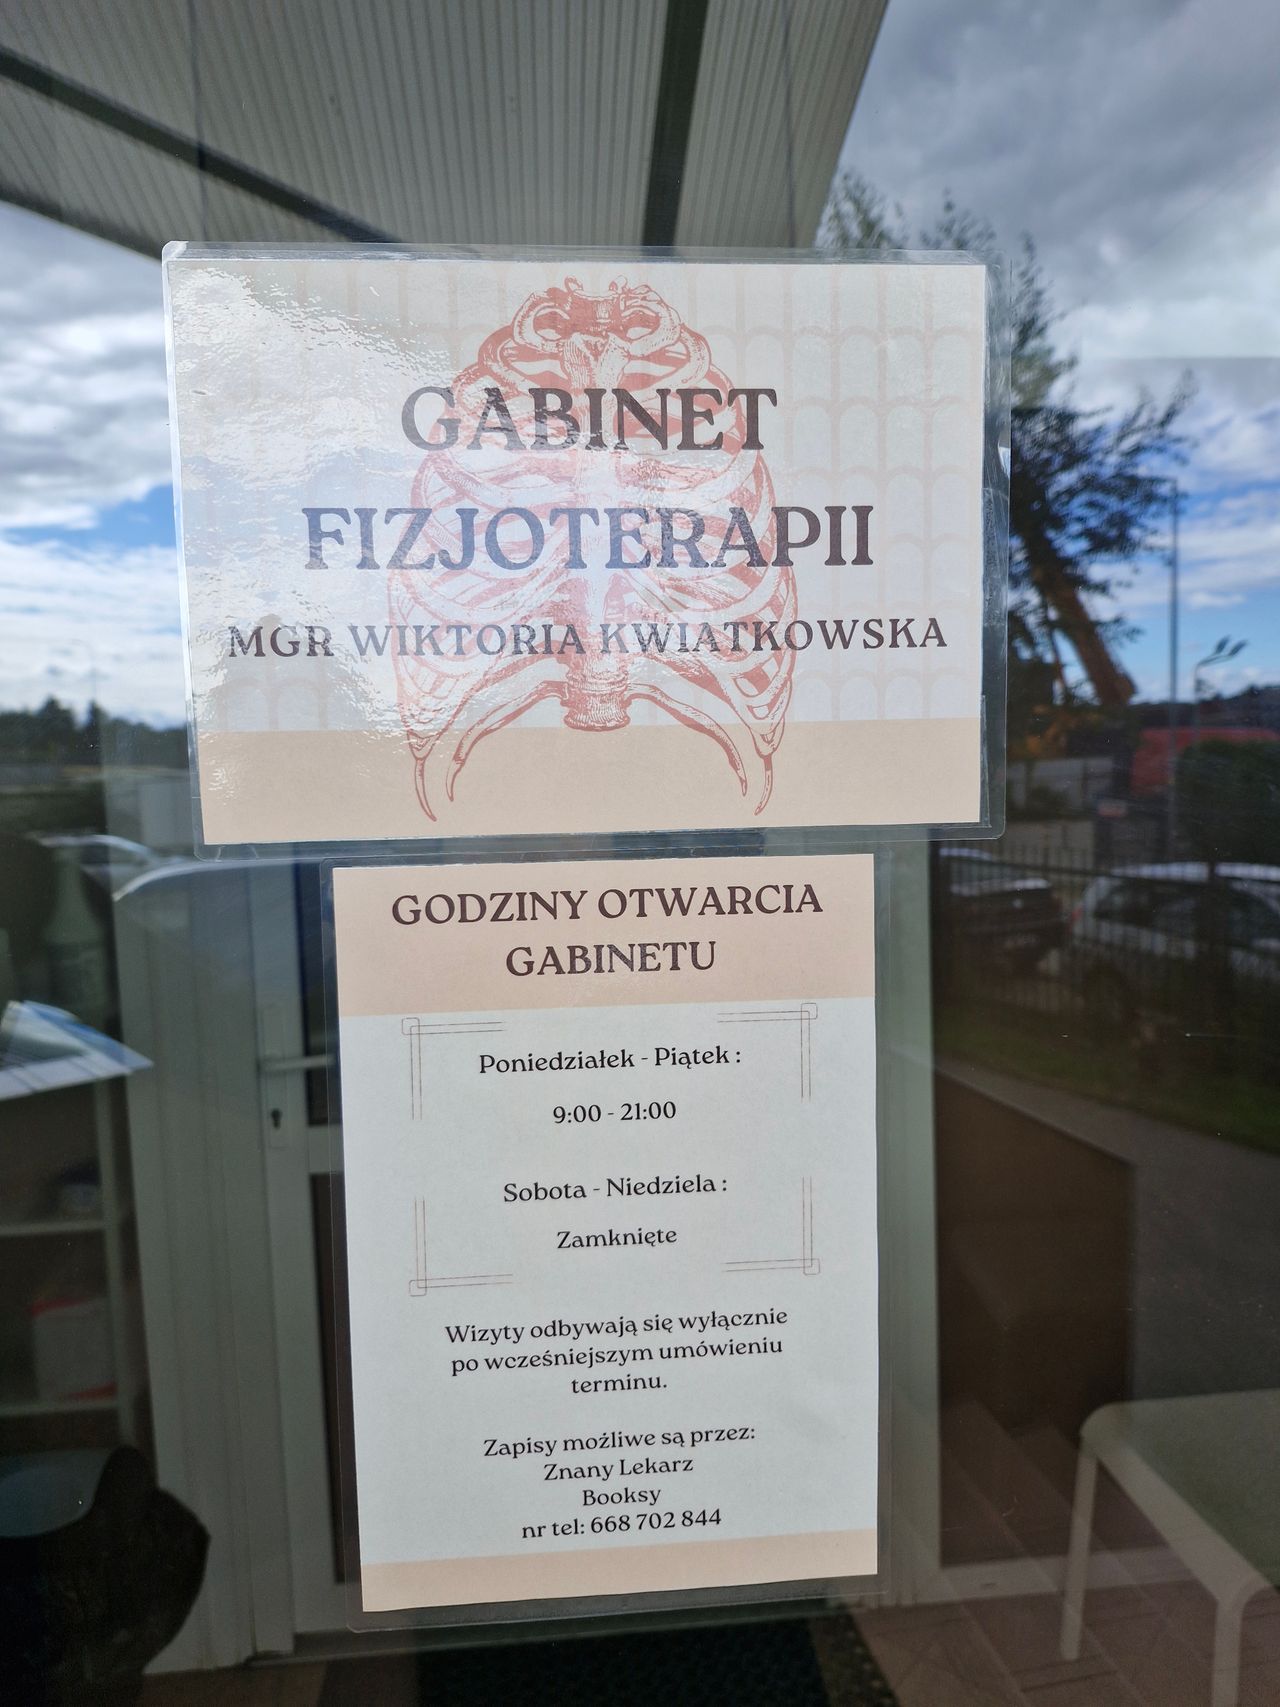 GABINET
FIZJOTERAPII
MGR WIKTORIA KWIATKOWSKA
GODZINY OTWARCIA
GABINETU
Poniedziałek - Piątek :
9:00 - 21:00
Sobota - Niedziela :
Zamknięte
Wizyty odbywają się wyłącznie
po wcześniejszym umówieniu
terminu.
Zapisy możliwe są przez:
Znany Lekarz
Booksy
nr tel: 668 702 844